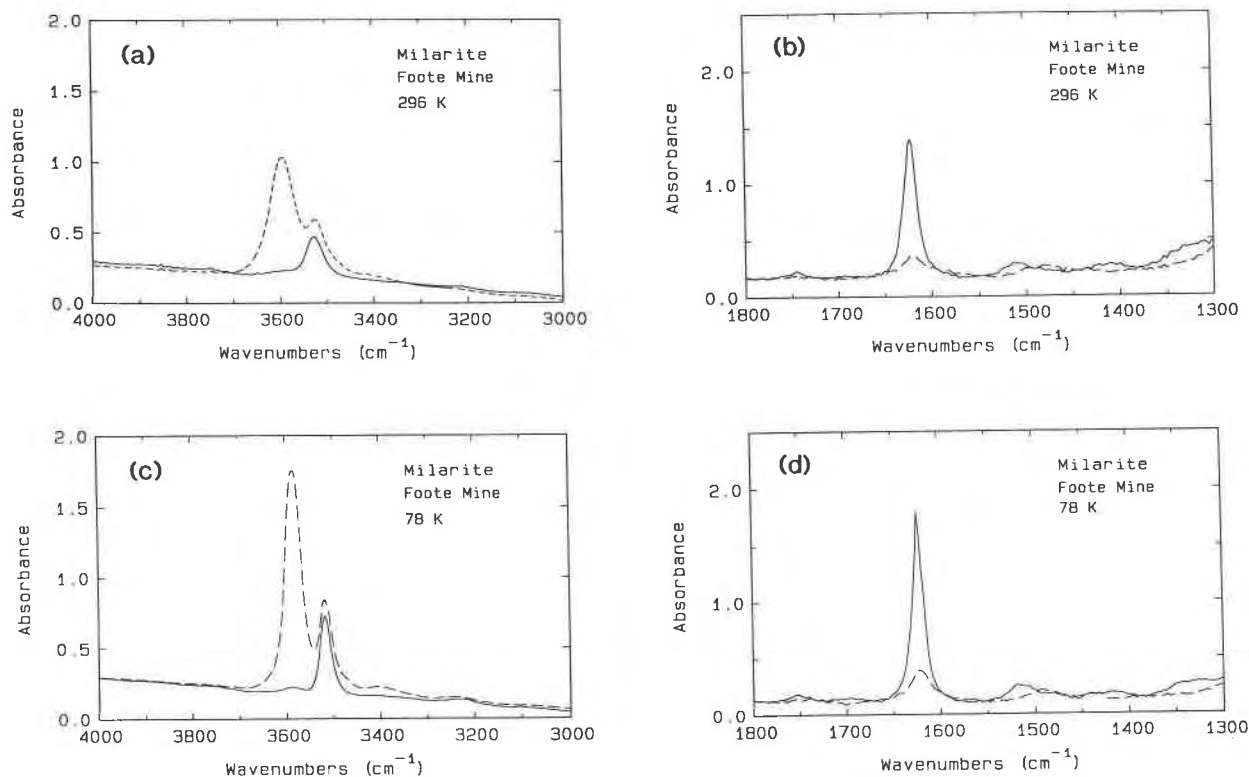 (a)
Milarite
Foote Mine
296 K
2.0
1.5
1.0
0.5
0.0
Absorbance
4000 3800 3600 3400 3200 3000
Wavenumbers (cm⁻¹)
(b)
Milarite
Foote Mine
296 K
2.0
1.0
0.0
Absorbance
1800 1700 1600 1500 1400 1300
Wavenumbers (cm⁻¹)
(c)
Milarite
Foote Mine
78 K
2.0
1.5
1.0
0.5
0.0
Absorbance
4000 3800 3600 3400 3200 3000
Wavenumbers (cm⁻¹)
(d)
Milarite
Foote Mine
78 K
2.0
1.0
0.0
Absorbance
1800 1700 1600 1500 1400 1300
Wavenumbers (cm⁻¹)